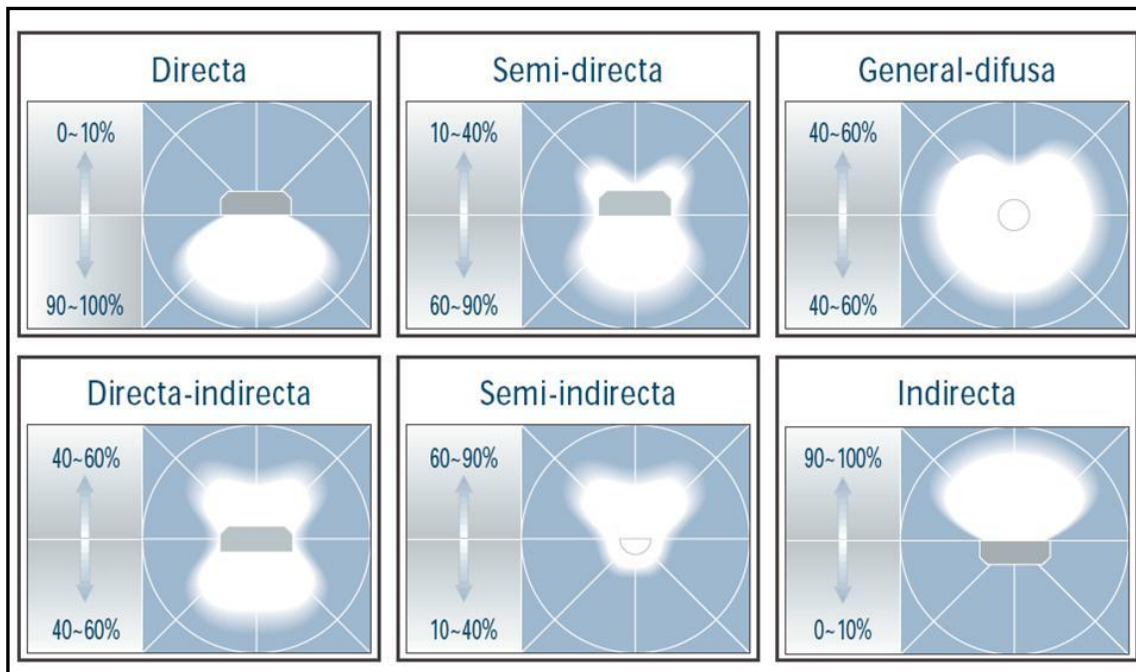 Directa
0~10%
90~100%
Semi-directa
10~40%
60~90%
General-difusa
40~60%
40~60%
Directa-indirecta
40~60%
40~60%
Semi-indirecta
60~90%
10~40%
Indirecta
90~100%
0~10%